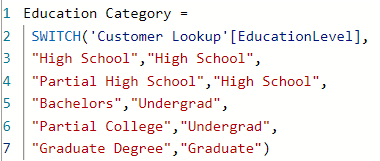 1 Education Category =
2 SWITCH('Customer Lookup'[EducationLevel],
3 "High School","High School",
4 "Partial High School","High School",
5 "Bachelors","Undergrad",
6 "Partial College","Undergrad",
7 "Graduate Degree","Graduate")